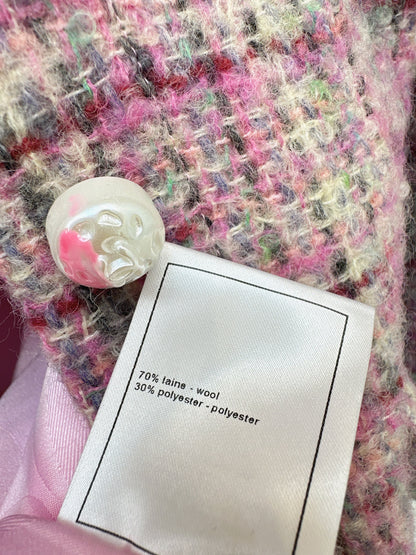 70% laine - wool
30% polyester - polyester